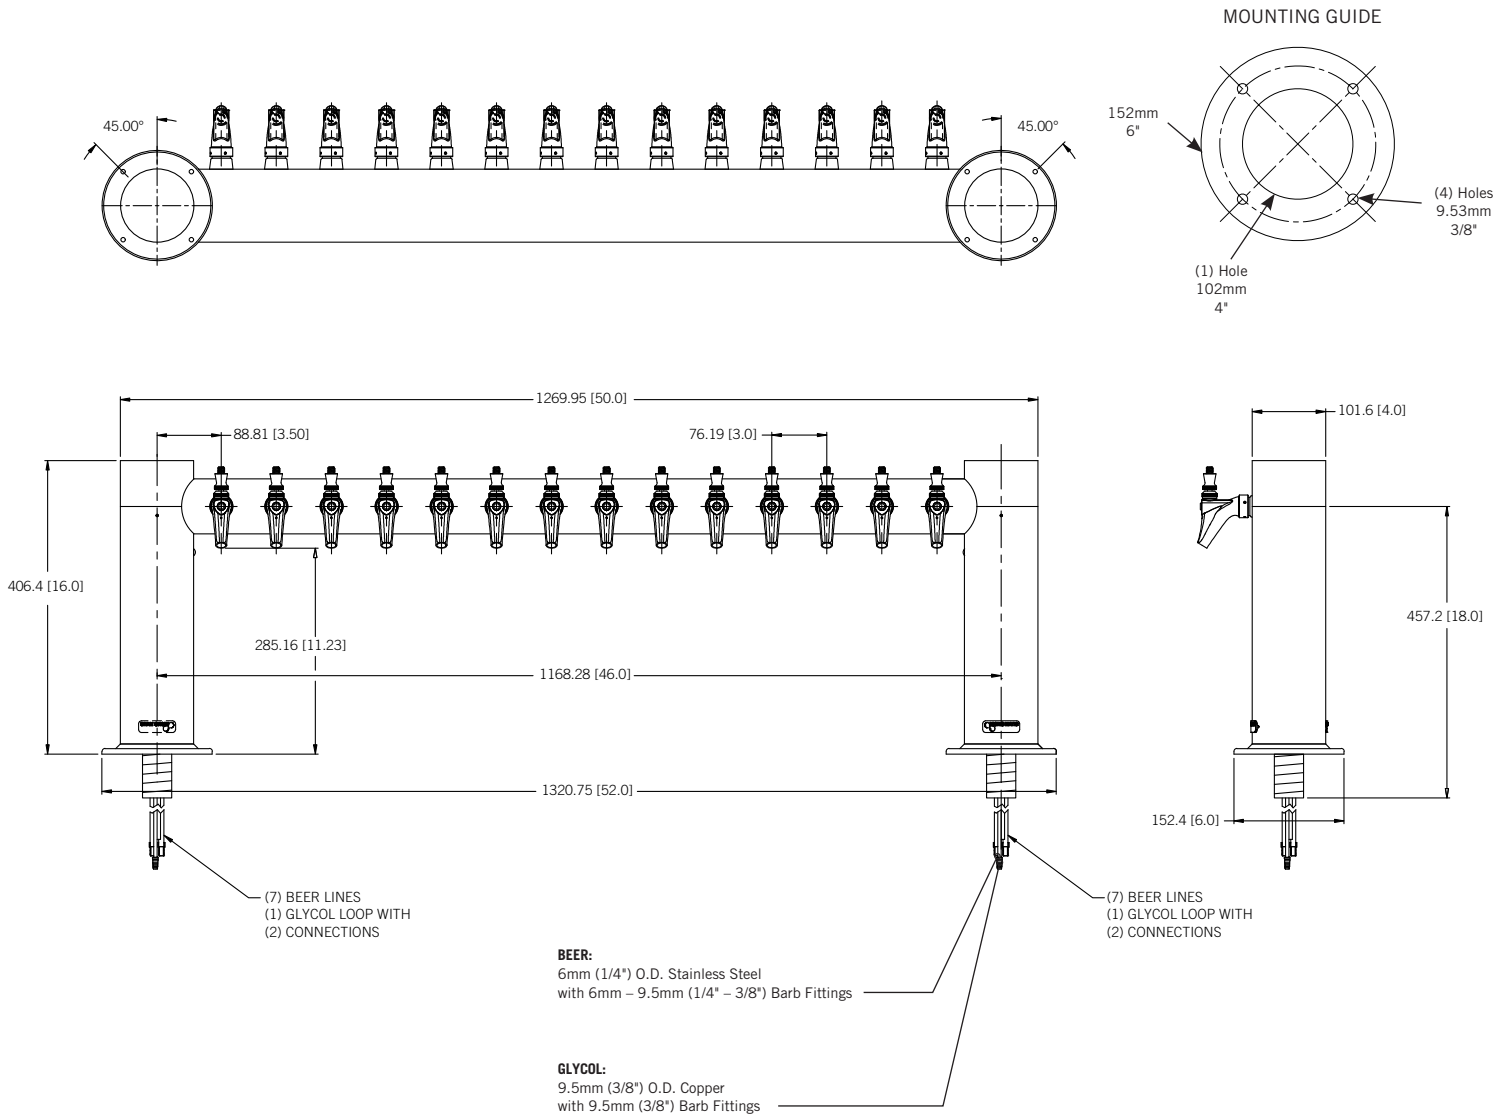 MOUNTING GUIDE
45.00°
45.00°
152mm
6"
(4) Holes
9.53mm
3/8"
(1) Hole
102mm
4"
1269.95 [50.0]
88.81 [3.50]
76.19 [3.0]
101.6 [4.0]
406.4 [16.0]
285.16 [11.23]
1168.28 [46.0]
457.2 [18.0]
1320.75 [52.0]
152.4 [6.0]
(7) BEER LINES
(1) GLYCOL LOOP WITH
(2) CONNECTIONS
(7) BEER LINES
(1) GLYCOL LOOP WITH
(2) CONNECTIONS
BEER:
6mm (1/4") O.D. Stainless Steel
with 6mm – 9.5mm (1/4" – 3/8") Barb Fittings
GLYCOL:
9.5mm (3/8") O.D. Copper
with 9.5mm (3/8") Barb Fittings